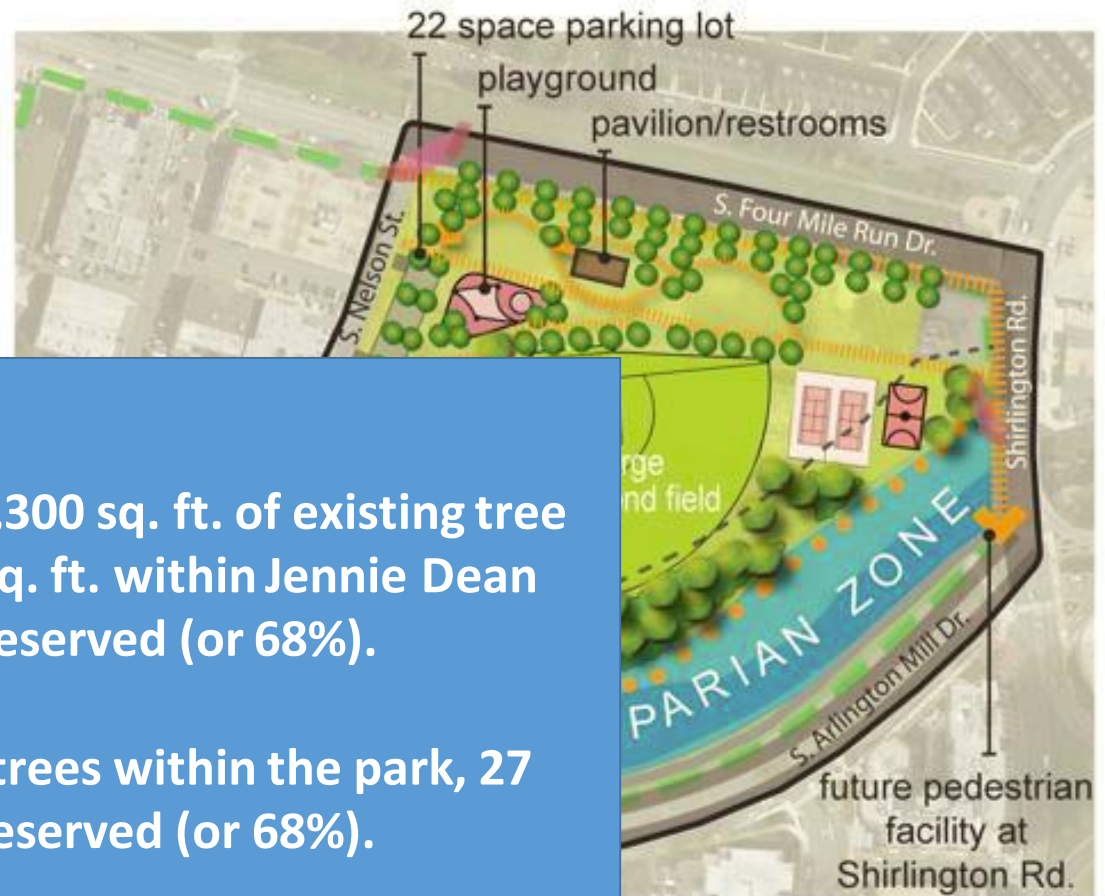 22 space parking lot
playground
pavilion/restrooms
S. Four Mile Run Dr.
S. Nelson St.
Shirlington Rd.
nd field
300 sq. ft. of existing tree
q. ft. within Jennie Dean
eserved (or 68%).
trees within the park, 27
eserved (or 68%).
PARIAN ZONE
S. Arlington Mill Dr.
future pedestrian
facility at
Shirlington Rd.